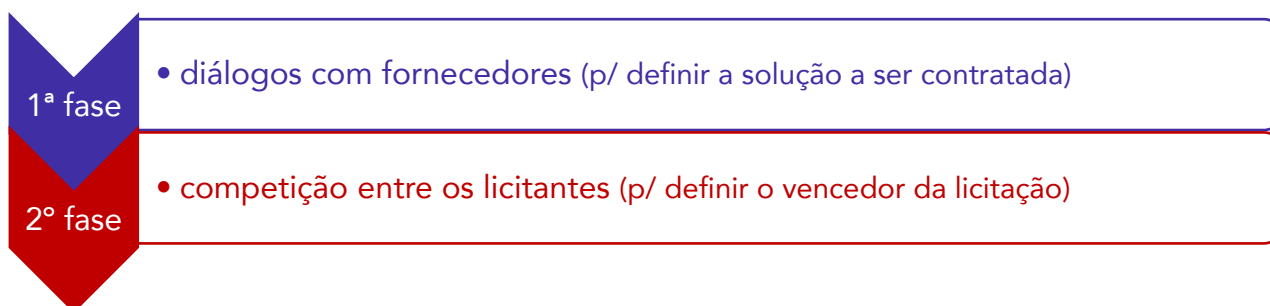 1ª fase
• diálogos com fornecedores (p/ definir a solução a ser contratada)
2º fase
• competição entre os licitantes (p/ definir o vencedor da licitação)